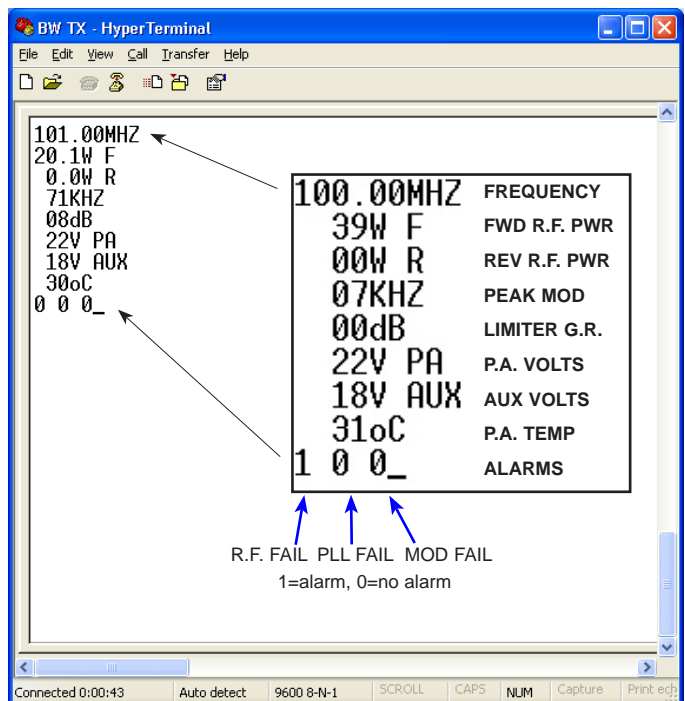 BW TX - HyperTerminal
File Edit View Call Transfer Help
101.00MHZ
20.1W F
0.0W R
71KHZ
08dB
22V PA
18V AUX
30oC
0 0 0_
100.00MHZ FREQUENCY
39W F FWD R.F. PWR
00W R REV R.F. PWR
07KHZ PEAK MOD
00dB LIMITER G.R.
22V PA P.A. VOLTS
18V AUX AUX VOLTS
31oC P.A. TEMP
1 0 0_ ALARMS
R.F. FAIL PLL FAIL MOD FAIL
1=alarm, 0=no alarm
Connected 0:00:43 Auto detect 9600 8-N-1 SCROLL CAPS NUM Capture Print ech